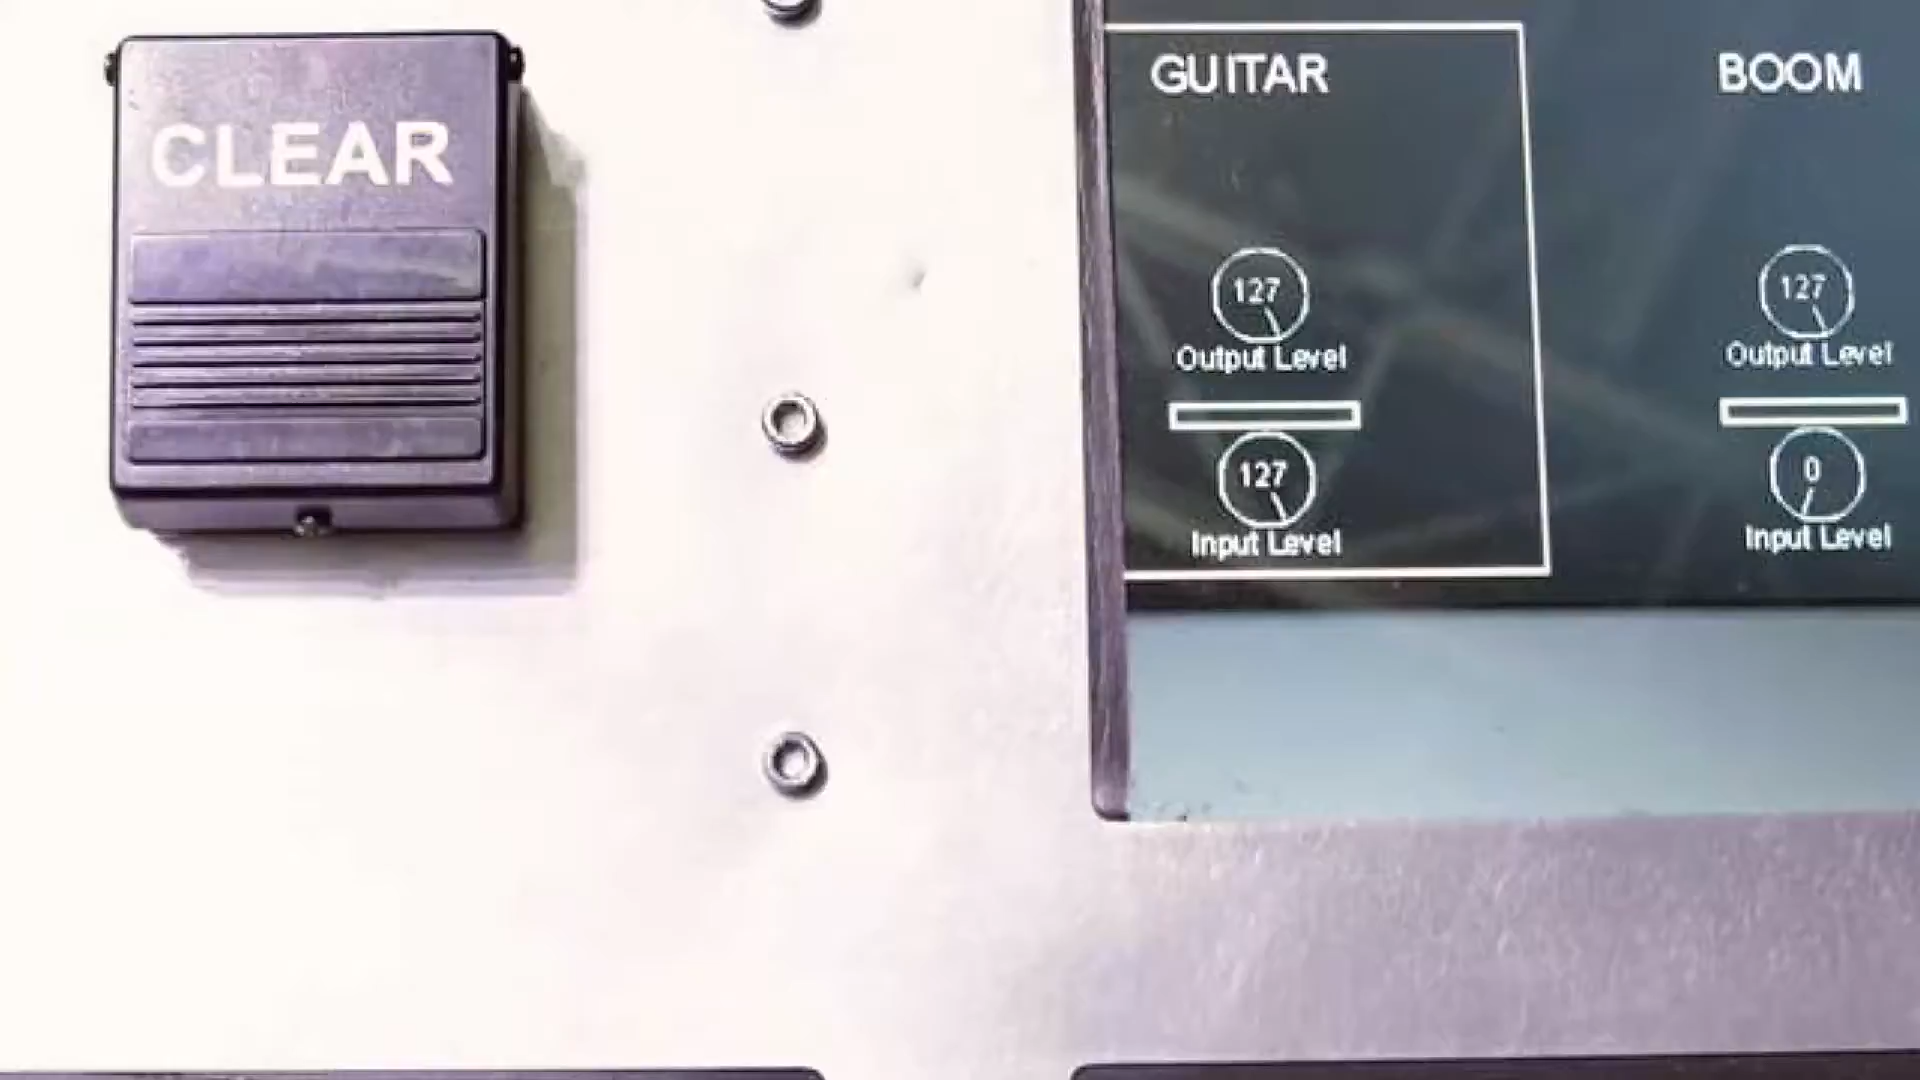 CLEAR
GUITAR
127
Output Level
127
Input Level
BOOM
127
Output Level
0
Input Level